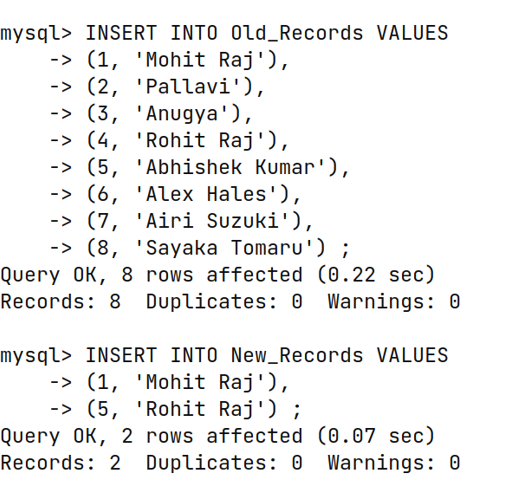 mysql> INSERT INTO Old_Records VALUES
    -> (1, 'Mohit Raj'),
    -> (2, 'Pallavi'),
    -> (3, 'Anugya'),
    -> (4, 'Rohit Raj'),
    -> (5, 'Abhishek Kumar'),
    -> (6, 'Alex Hales'),
    -> (7, 'Airi Suzuki'),
    -> (8, 'Sayaka Tomaru') ;
Query OK, 8 rows affected (0.22 sec)
Records: 8  Duplicates: 0  Warnings: 0

mysql> INSERT INTO New_Records VALUES
    -> (1, 'Mohit Raj'),
    -> (5, 'Rohit Raj') ;
Query OK, 2 rows affected (0.07 sec)
Records: 2  Duplicates: 0  Warnings: 0